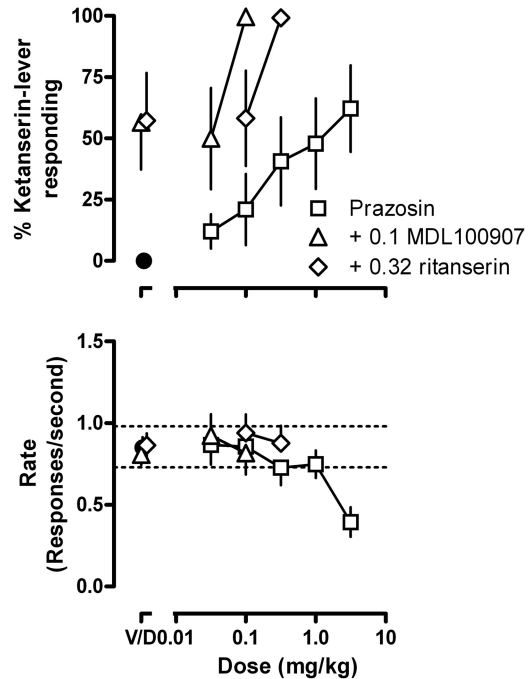 % Ketanserin-lever
responding
100
75
50
25
0
Prazosin
+ 0.1 MDL100907
+ 0.32 ritanserin
Rate
(Responses/second)
1.5
1.0
0.5
0.0
V/D 0.01 0.1 1.0 10
Dose (mg/kg)